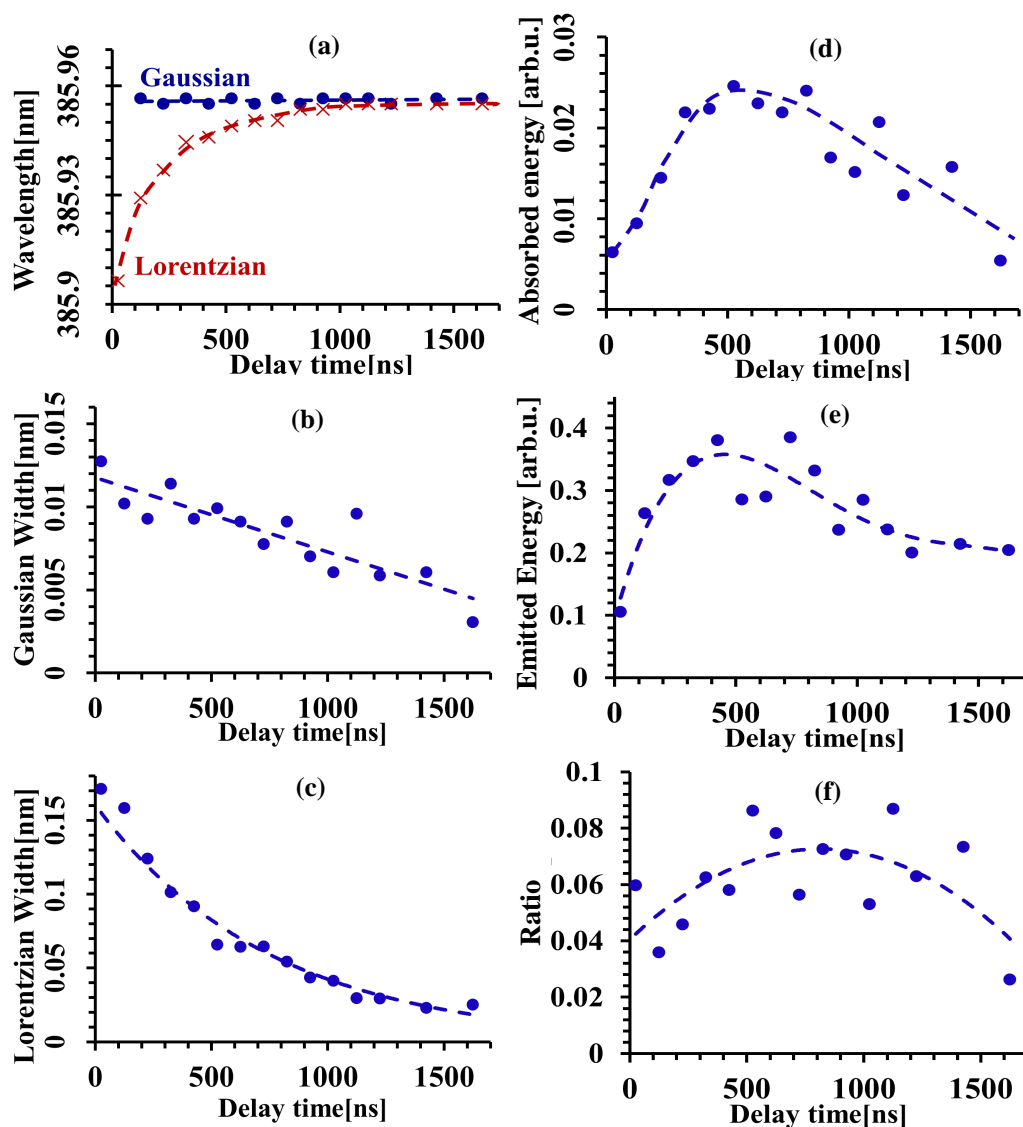 (a)
Wavelength[nm]
385.96
385.93
385.9
Gaussian
Lorentzian
0 500 1000 1500
Delay time[ns]
(d)
Absorbed energy [arb.u.]
0.03
0.02
0.01
0
0 500 1000 1500
Delay time[ns]
(b)
Gaussian Width[nm]
0.015
0.01
0.005
0
0 500 1000 1500
Delay time[ns]
(e)
Emitted Energy [arb.u.]
0.4
0.3
0.2
0.1
0
0 500 1000 1500
Delay time[ns]
(c)
Lorentzian Width[nm]
0.15
0.1
0.05
0
0 500 1000 1500
Delay time[ns]
(f)
Ratio
0.1
0.08
0.06
0.04
0.02
0
0 500 1000 1500
Delay time[ns]